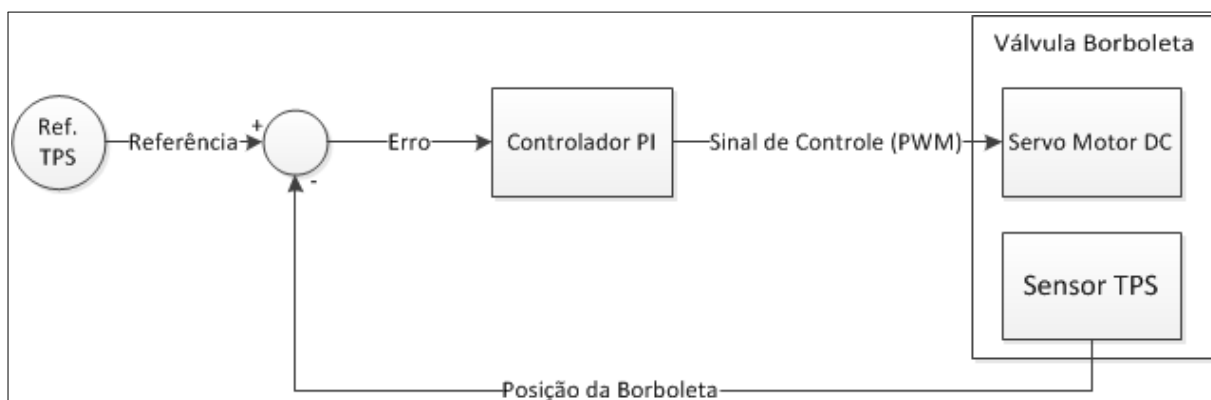 Válvula Borboleta
Ref.
TPS
Referência
+
-
Erro
Controlador PI
Sinal de Controle (PWM)
Servo Motor DC
Sensor TPS
Posição da Borboleta